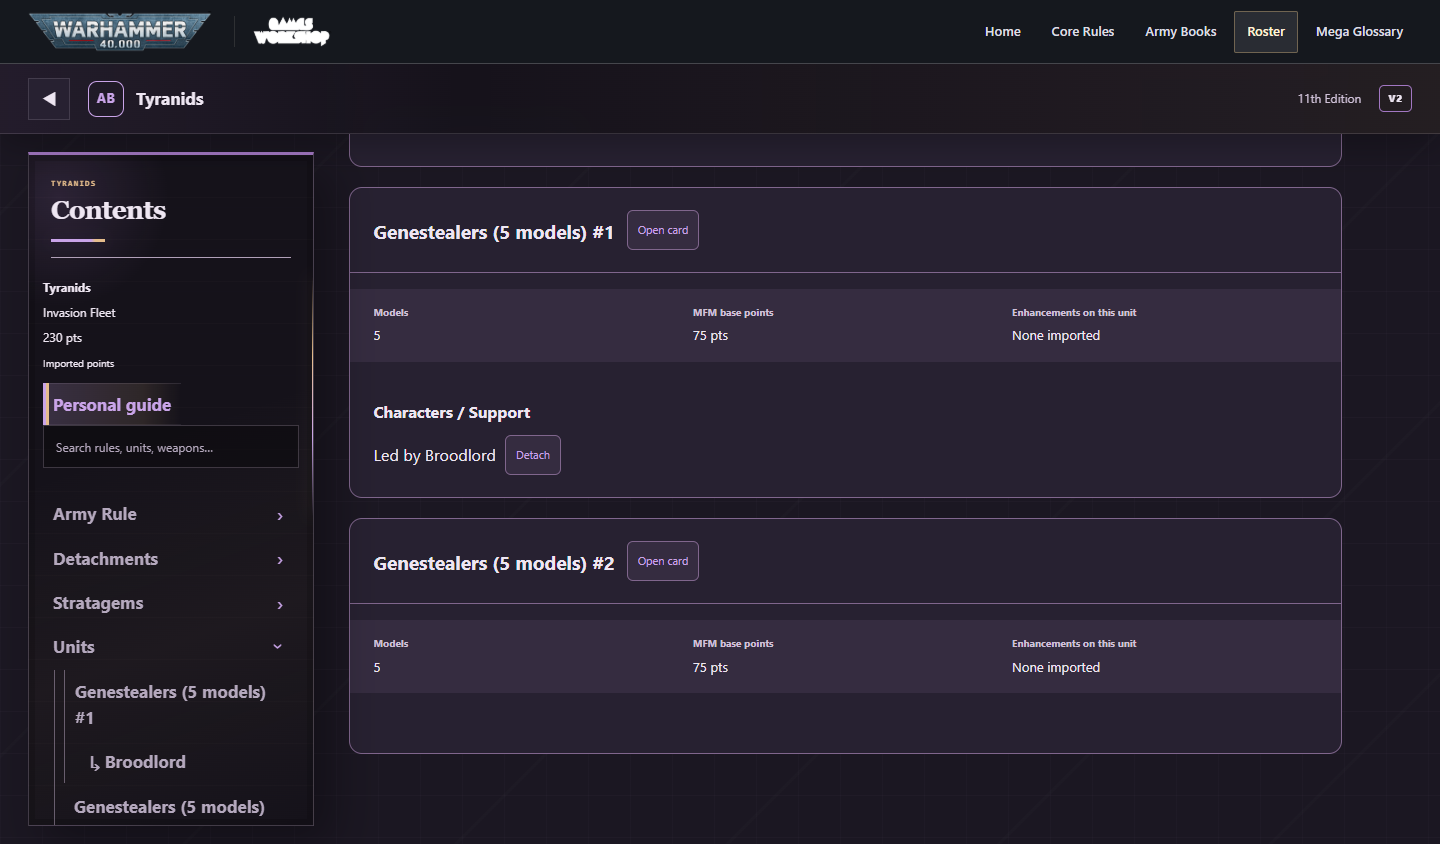 WARHAMMER
40,000
GAMES
WORKSHOP
Home
Core Rules
Army Books
Roster
Mega Glossary
◀
AB
Tyranids
11th Edition
V2
TYRANIDS
Contents
Tyranids
Invasion Fleet
230 pts
Imported points
Personal guide
Search rules, units, weapons...
Army Rule
Detachments
Stratagems
Units
Genestealers (5 models)
#1
↳ Broodlord
Genestealers (5 models)
Genestealers (5 models) #1
Open card
Models
MFM base points
Enhancements on this unit
5
75 pts
None imported
Characters / Support
Led by Broodlord
Detach
Genestealers (5 models) #2
Open card
Models
MFM base points
Enhancements on this unit
5
75 pts
None imported